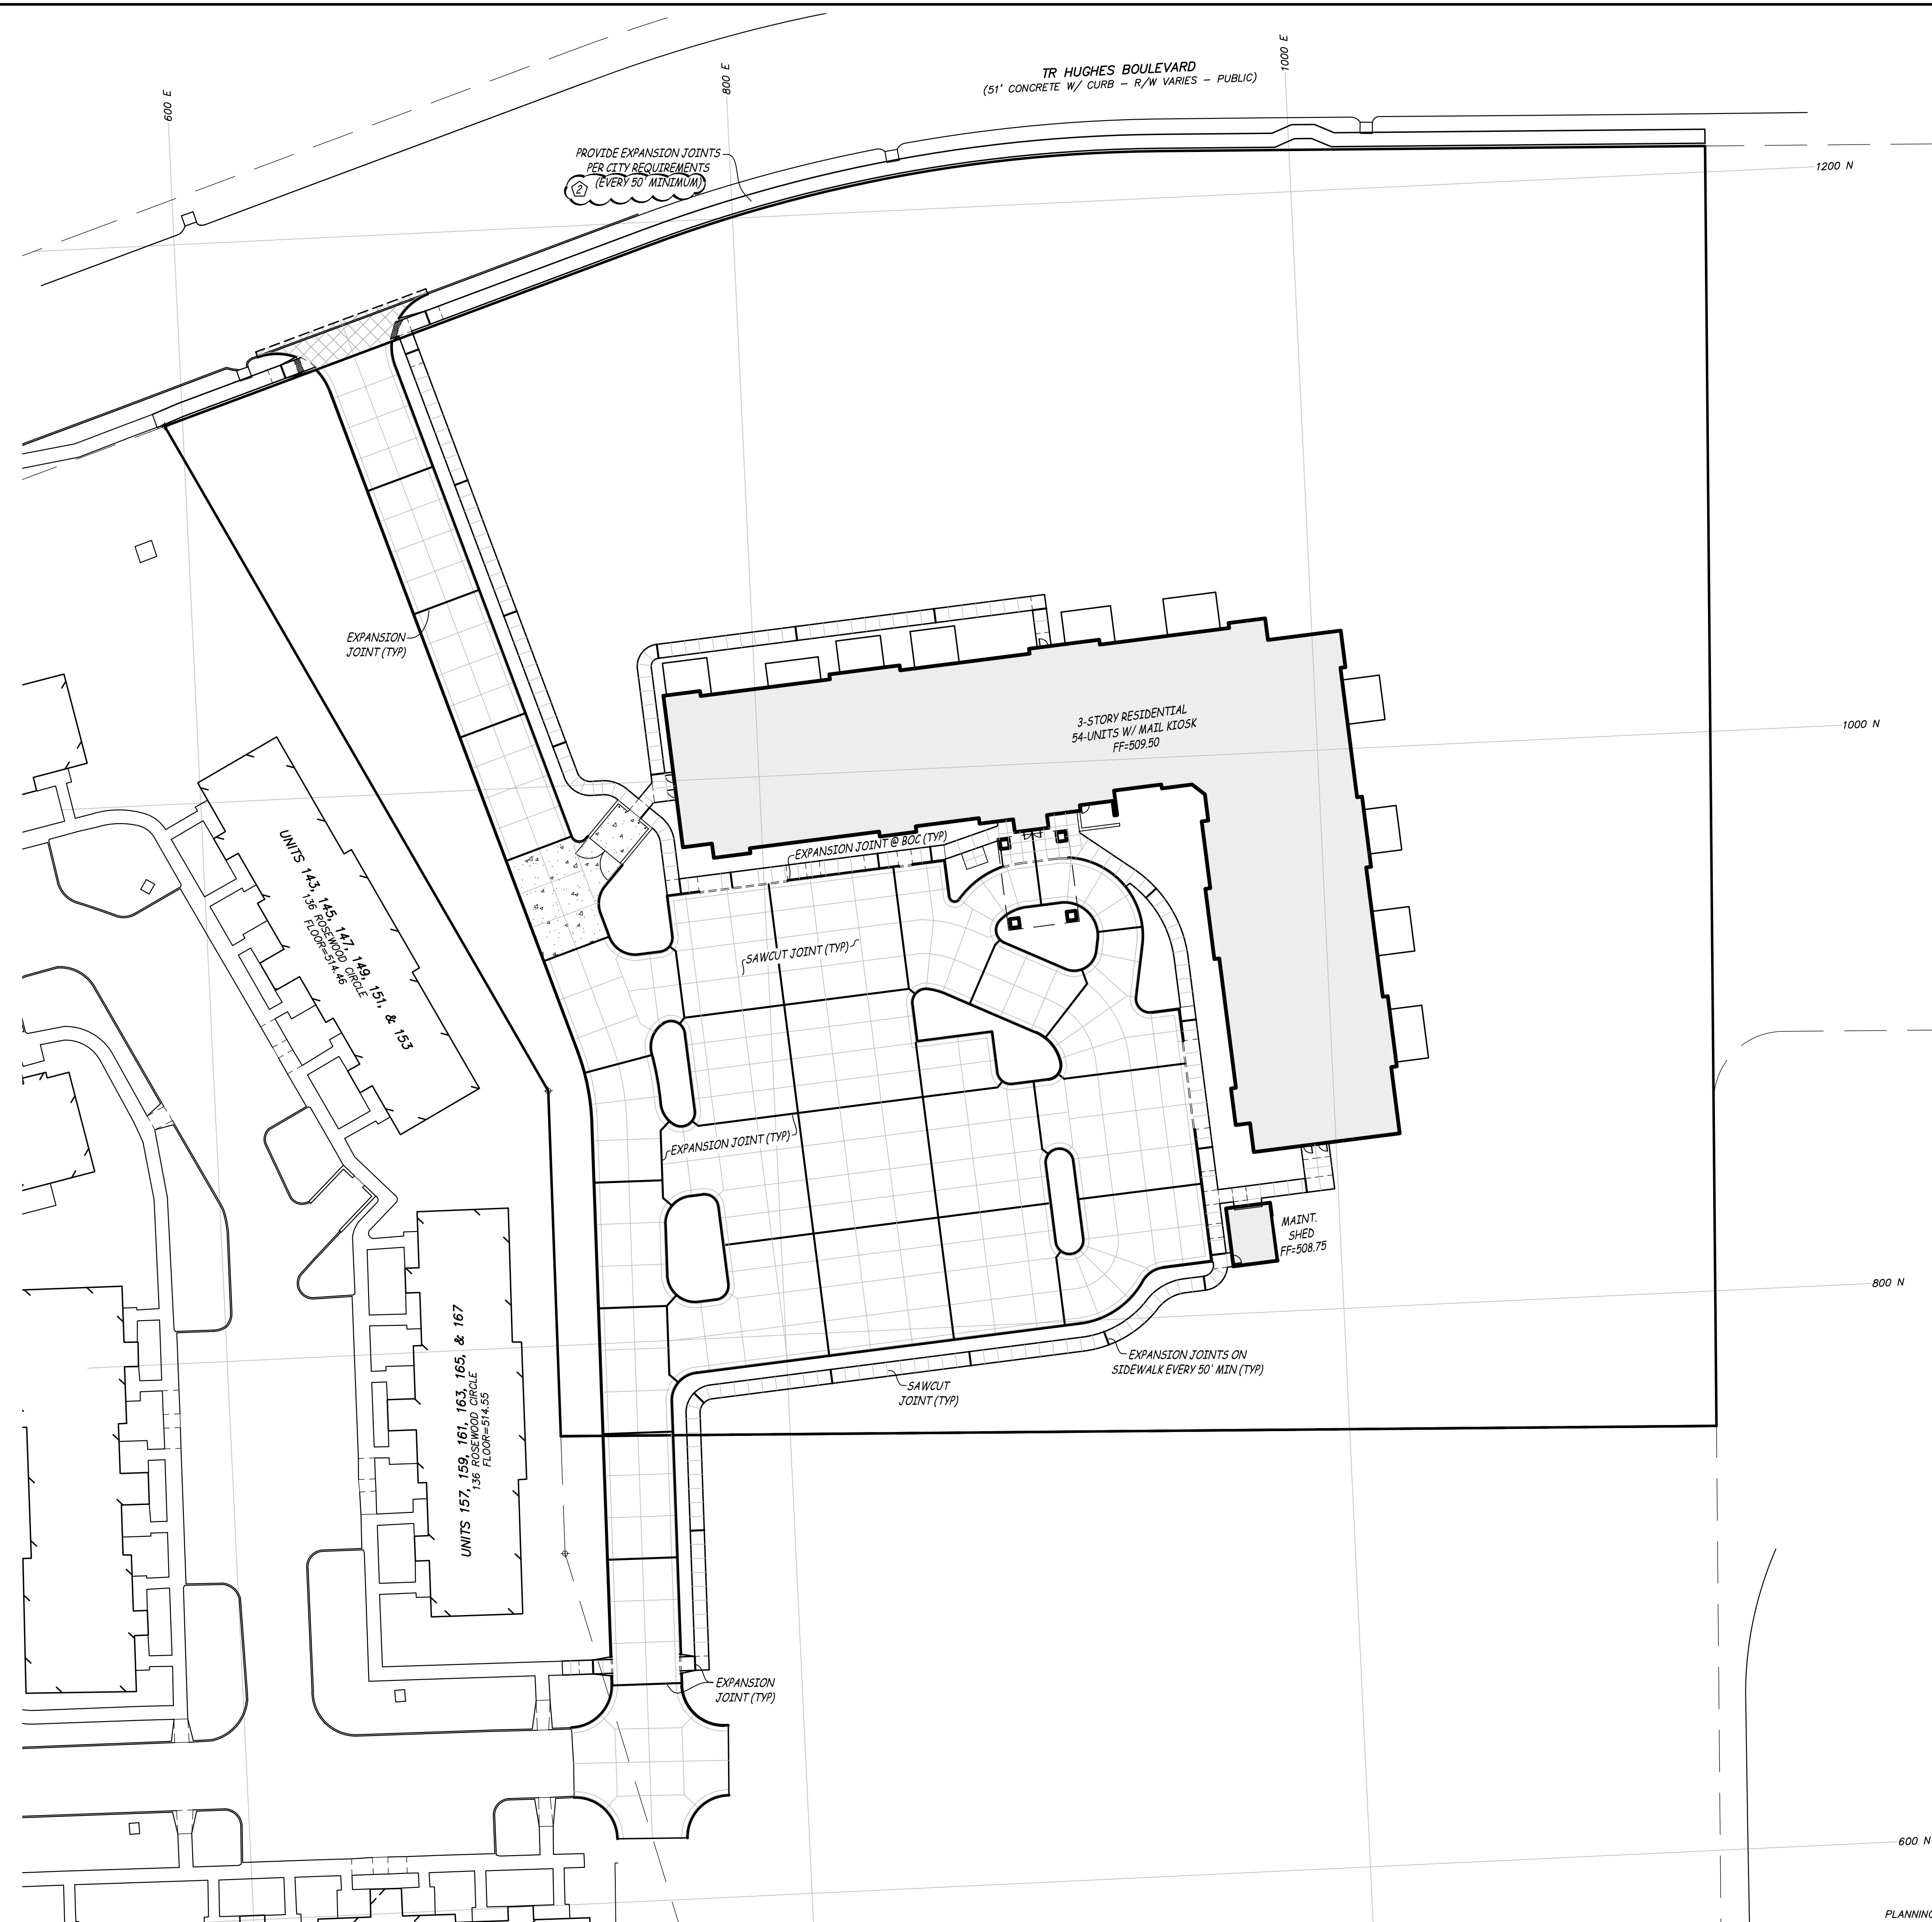 600 E
800 E
1000 E
TR HUGHES BOULEVARD
(51' CONCRETE W/ CURB – R/W VARIES – PUBLIC)
PROVIDE EXPANSION JOINTS
PER CITY REQUIREMENTS
(EVERY 50' MINIMUM)
2
1200 N
EXPANSION
JOINT (TYP)
3-STORY RESIDENTIAL
54-UNITS W/ MAIL KIOSK
FF=509.50
1000 N
UNITS 143, 145, 147, 149, 151, & 153
136 ROSEWOOD CIRCLE
FLOOR=514.46
EXPANSION JOINT @ BOC (TYP)
SAWCUT JOINT (TYP)
EXPANSION JOINT (TYP)
MAINT.
SHED
FF=508.75
800 N
UNITS 157, 159, 161, 163, 165, & 167
136 ROSEWOOD CIRCLE
FLOOR=514.55
EXPANSION JOINTS ON
SIDEWALK EVERY 50' MIN (TYP)
SAWCUT
JOINT (TYP)
EXPANSION
JOINT (TYP)
600 N